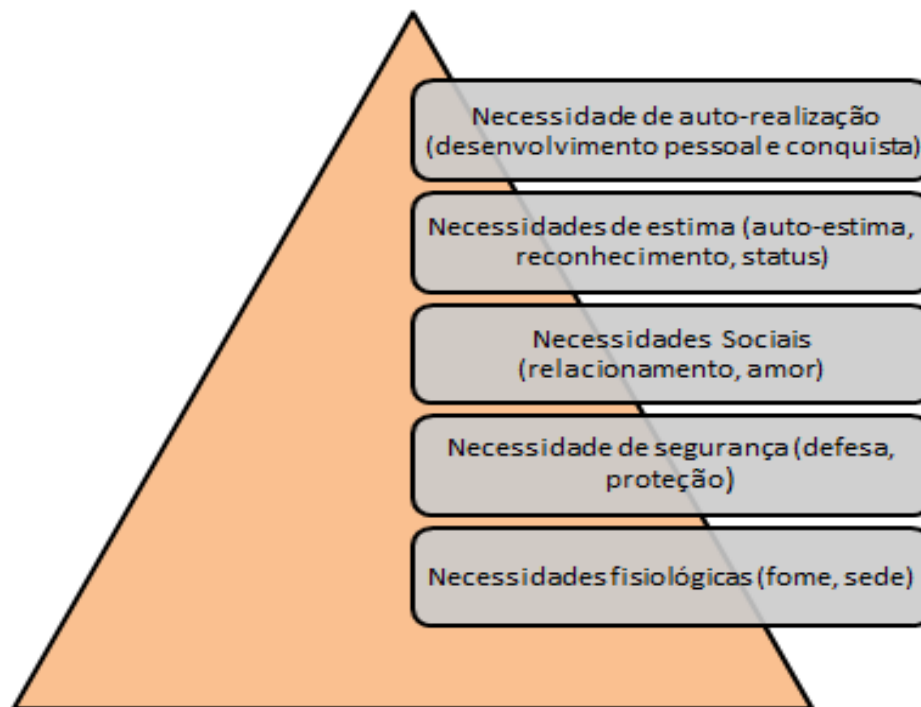 Necessidade de auto-realização
(desenvolvimento pessoal e conquista)
Necessidades de estima (auto-estima,
reconhecimento, status)
Necessidades Sociais
(relacionamento, amor)
Necessidade de segurança (defesa,
proteção)
Necessidades fisiológicas (fome, sede)